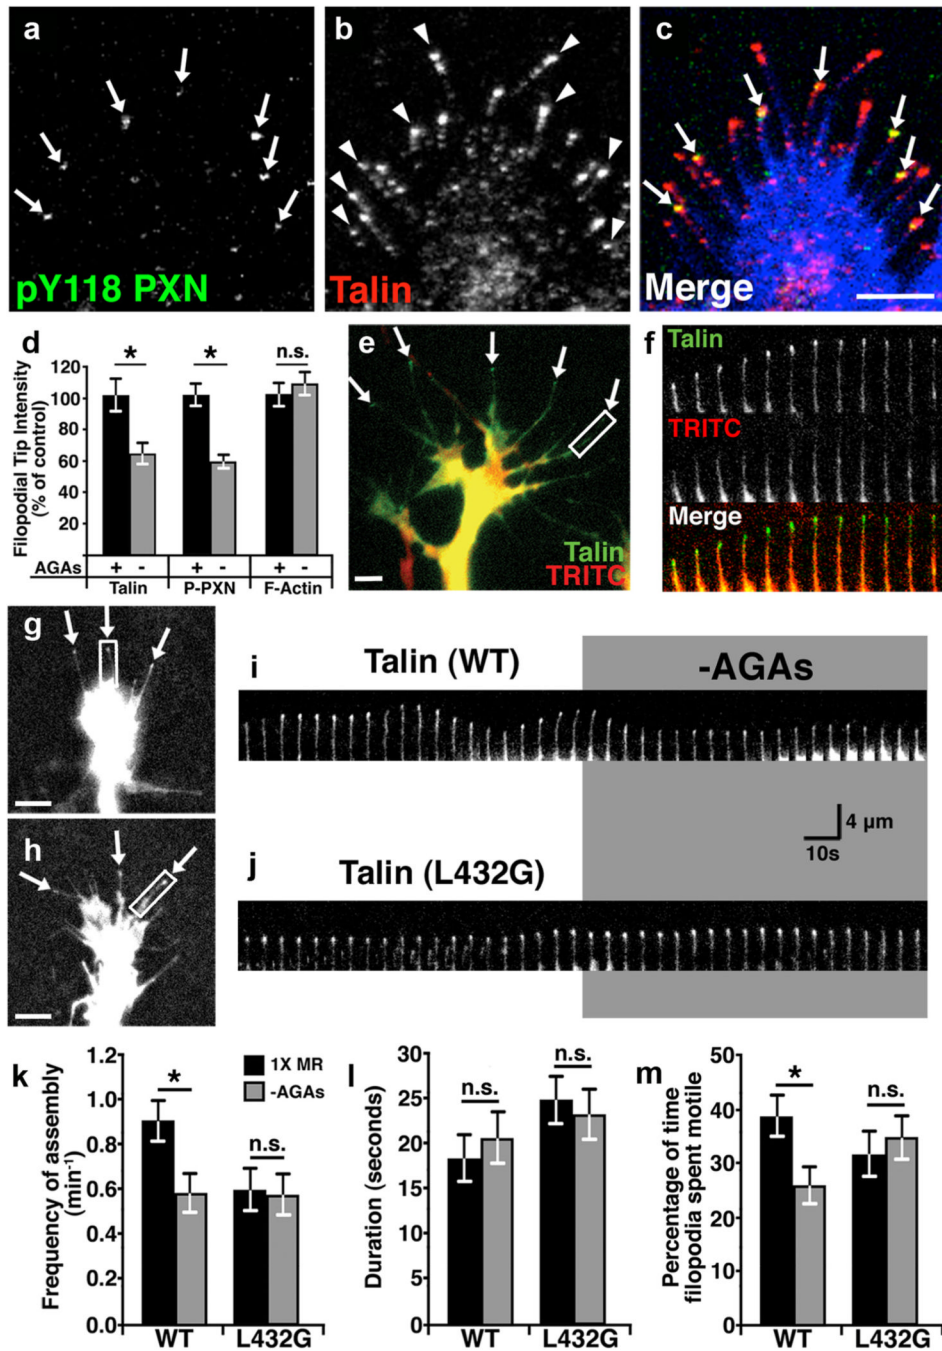 a
pY118 PXN
b
Talin
c
Merge
d
Filopodial Tip Intensity
(% of control)
120
100
80
60
40
20
*
*
n.s.
AGAs + - + - + -
Talin P-PXN F-Actin
e
Talin
TRITC
f
Talin
TRITC
Merge
g
h
i
Talin (WT)
-AGAs
4 µm
10s
j
Talin (L432G)
k
Frequency of assembly
(min⁻¹)
1.2
1.0
0.8
0.6
0.4
0.2
0.0
*
n.s.
1X MR
-AGAs
WT L432G
l
Duration (seconds)
30
25
20
15
10
5
0
n.s.
n.s.
WT L432G
m
Percentage of time
filopodia spent motile
50
40
30
20
10
0
*
n.s.
WT L432G